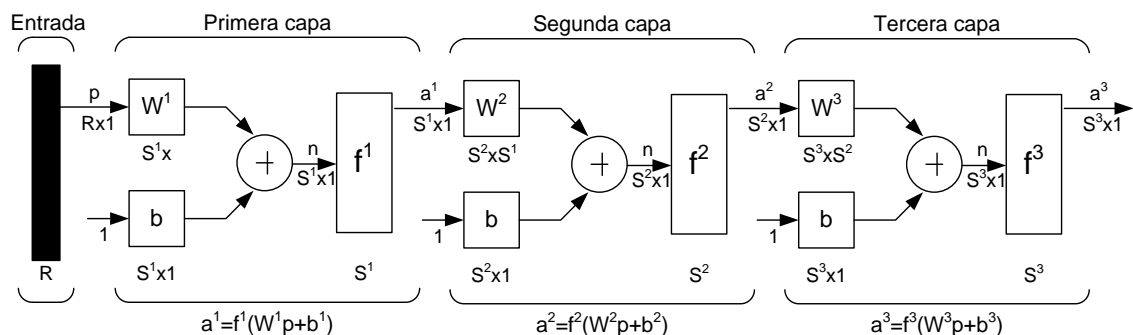 Entrada
Primera capa
Segunda capa
Tercera capa
p
Rx1
W¹
S¹x
n
S¹x1
f¹
a¹
S¹x1
W²
S²xS¹
n
S²x1
f²
a²
S²x1
W³
S³xS²
n
S³x1
f³
a³
S³x1
1
b
1
b
1
b
R
S¹x1
S¹
S²x1
S²
S³x1
S³
a¹=f¹(W¹p+b¹)
a²=f²(W²p+b²)
a³=f³(W³p+b³)